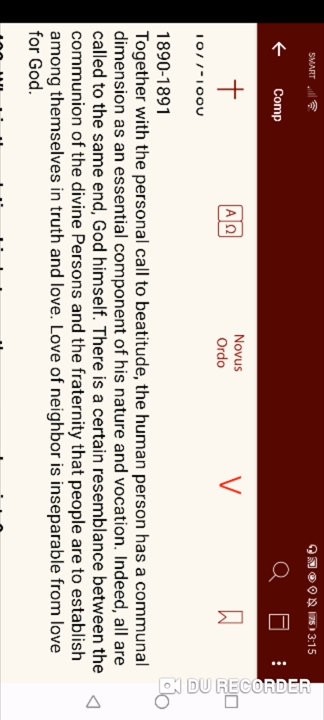 SMART
3:15
Comp
A Ω
Novus
Ordo
V
1877-1880
1890-1891
Together with the personal call to beatitude, the human person has a communal
dimension as an essential component of his nature and vocation. Indeed, all are
called to the same end, God himself. There is a certain resemblance between the
communion of the divine Persons and the fraternity that people are to establish
among themselves in truth and love. Love of neighbor is inseparable from love
for God.
DU RECORDER